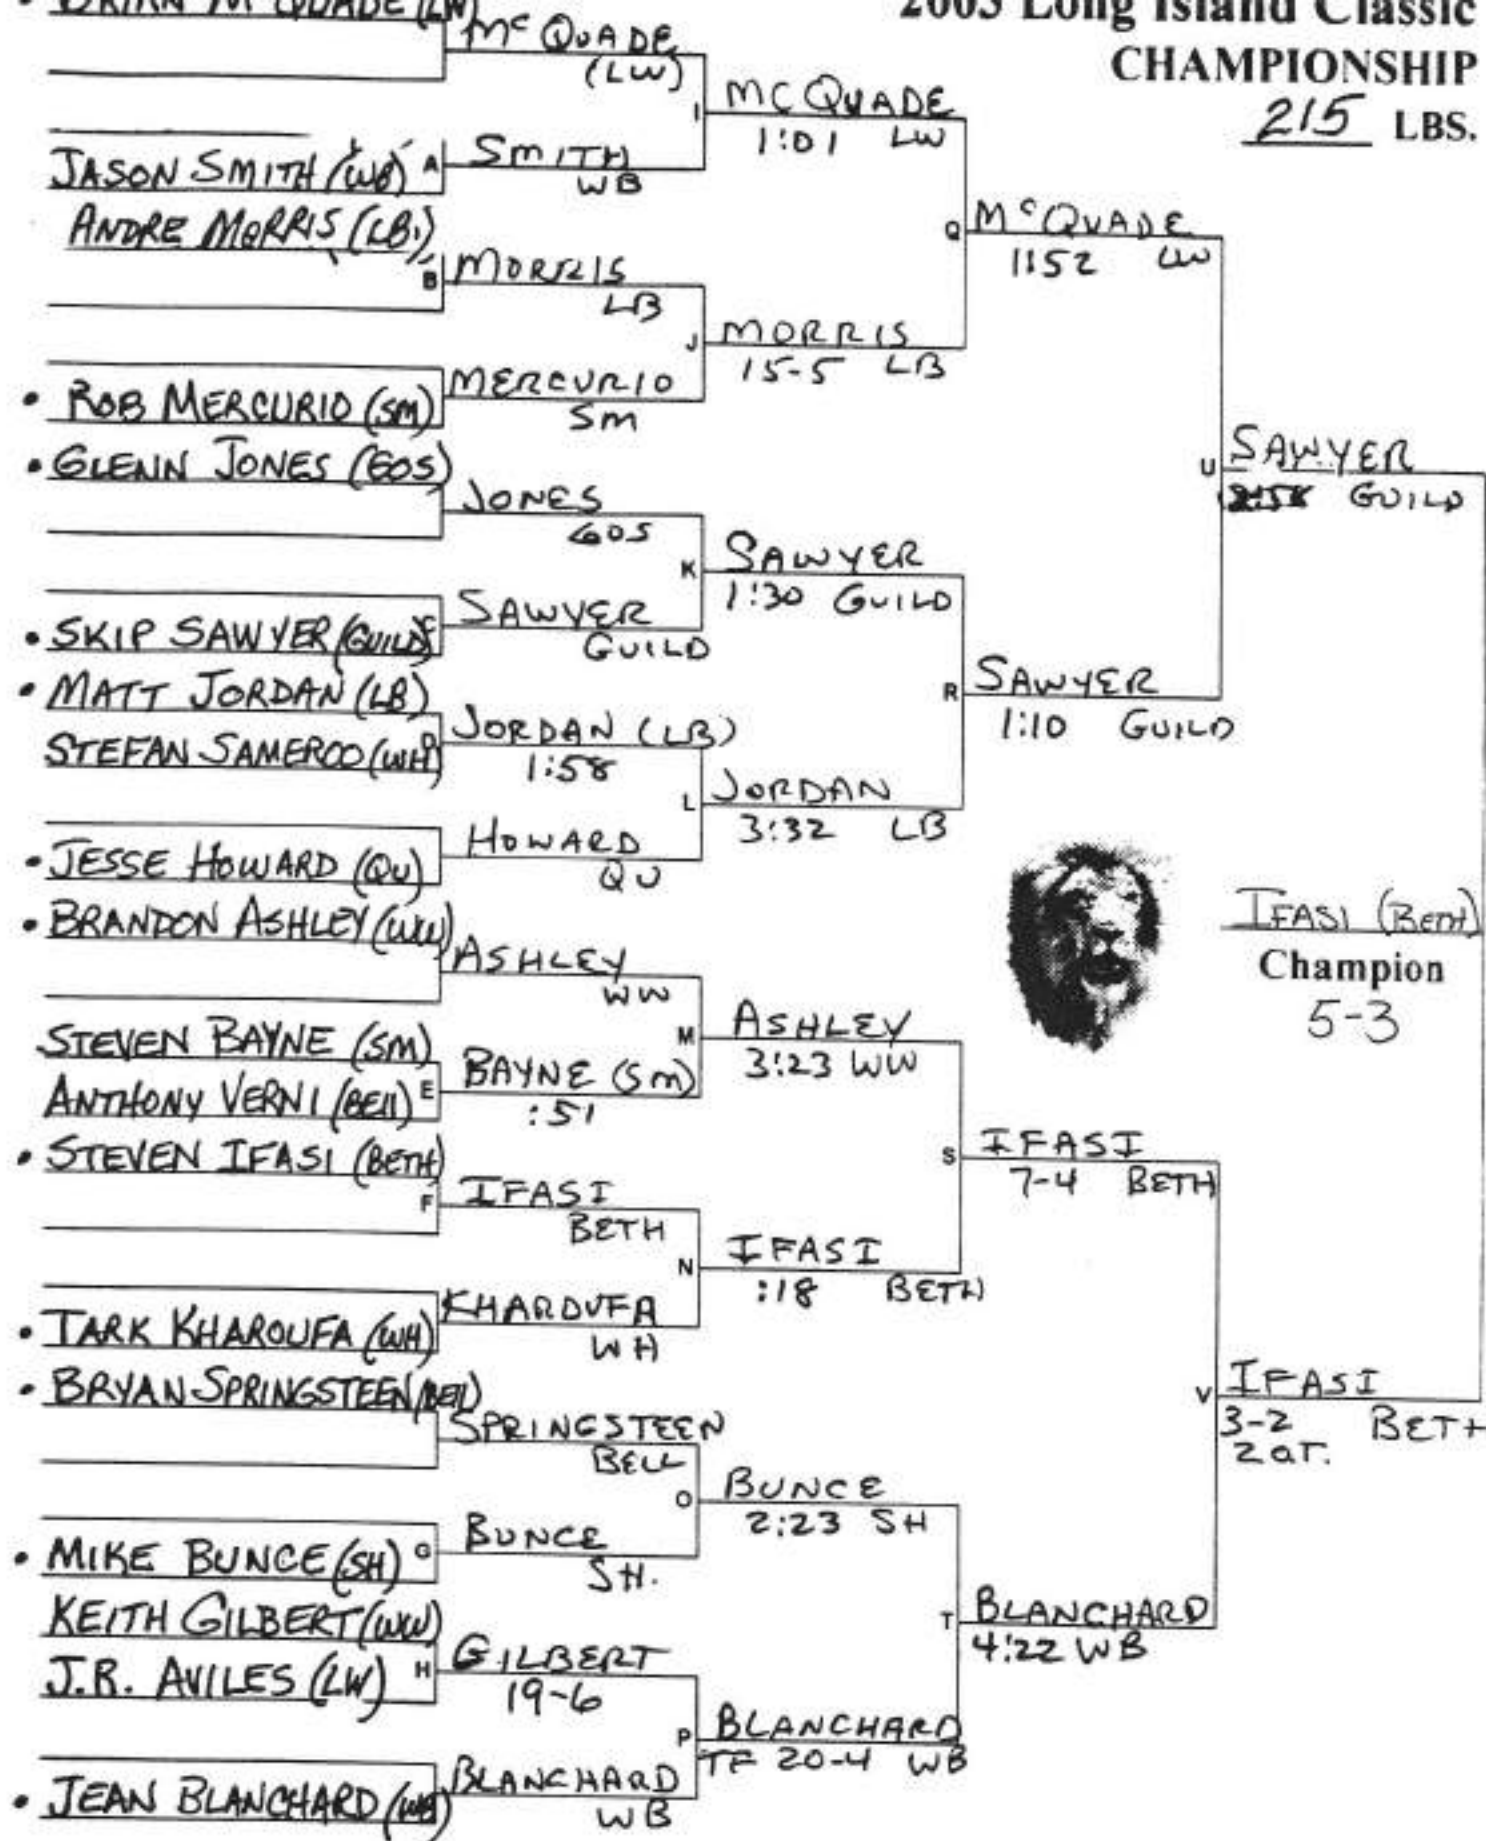 • BRIAN McQUADE (LW)
JASON SMITH (WB)
ANDRE MORRIS (LB)
• ROB MERCURIO (SM)
• GLENN JONES (GOS)
• SKIP SAWYER (GUILD)
• MATT JORDAN (LB)
STEFAN SAMEROO (WH)
• JESSE HOWARD (QU)
• BRANDON ASHLEY (WW)
STEVEN BAYNE (SM)
ANTHONY VERNI (BELL)
• STEVEN IFASI (BETH)
• TARK KHAROUFA (WH)
• BRYAN SPRINGSTEEN (BELL)
• MIKE BUNCE (SH)
KEITH GILBERT (WW)
J.R. AVILES (LW)
• JEAN BLANCHARD (WB)
McQUADE
(LW)
A SMITH
WB
B MORRIS
LB
MERCURIO
SM
JONES
GOS
C SAWYER
GUILD
D JORDAN (LB)
1:58
HOWARD
QU
ASHLEY
WW
E BAYNE (SM)
:51
F IFASI
BETH
KHAROUFA
WH
SPRINGSTEEN
BELL
G BUNCE
SH.
H GILBERT
19-6
BLANCHARD
WB
I MCQUADE
1:01 LW
J MORRIS
15-5 LB
K SAWYER
1:30 GUILD
L JORDAN
3:32 LB
M ASHLEY
3:23 WW
N IFASI
:18 BETH
O BUNCE
2:23 SH
P BLANCHARD
TF 20-4 WB
Q McQUADE
1:52 LW
R SAWYER
1:10 GUILD
S IFASI
7-4 BETH
T BLANCHARD
4:22 WB
2003 Long Island Classic
CHAMPIONSHIP
215 LBS.
U SAWYER
GUILD
V IFASI
3-2 BETH
2 OT.
IFASI (BETH)
Champion
5-3